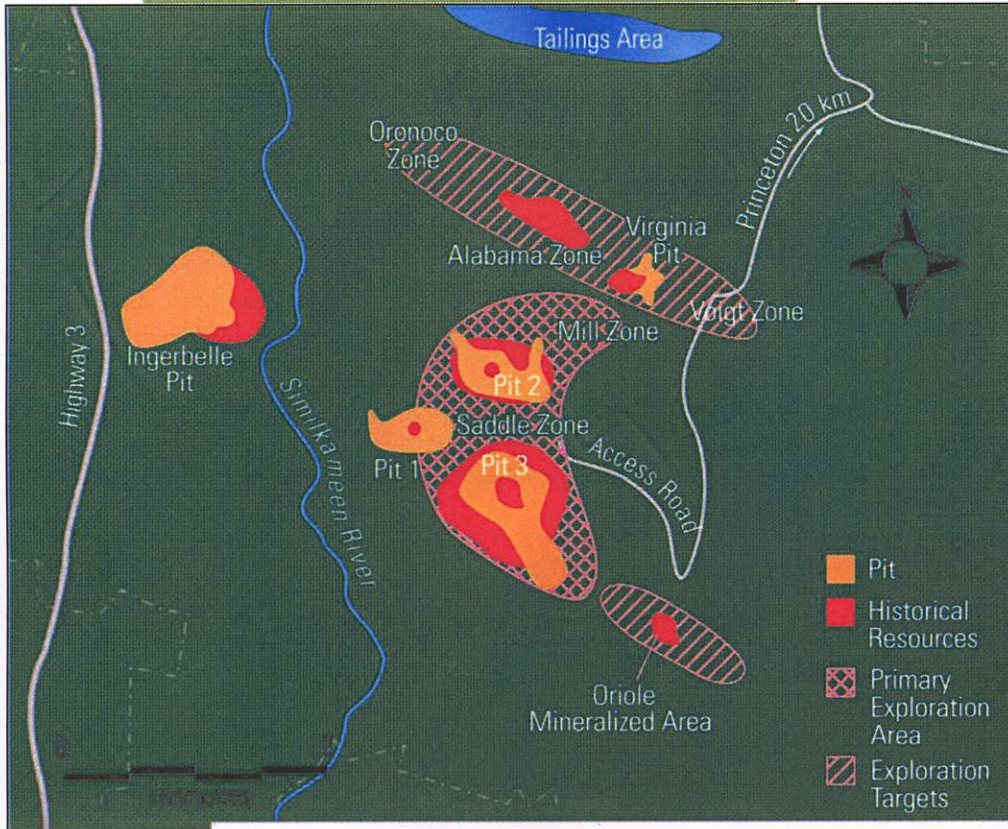 Tailings Area
Princeton 20 km
Oronoco
Zone
Virginia
Pit
Alabama Zone
Voigt Zone
Mill Zone
Ingerbelle
Pit
Highway 3
Similkameen River
Pit 2
Saddle Zone
Pit 1
Pit 3
Access Road
Pit
Historical
Resources
Primary
Exploration
Area
Exploration
Targets
Oriole
Mineralized Area